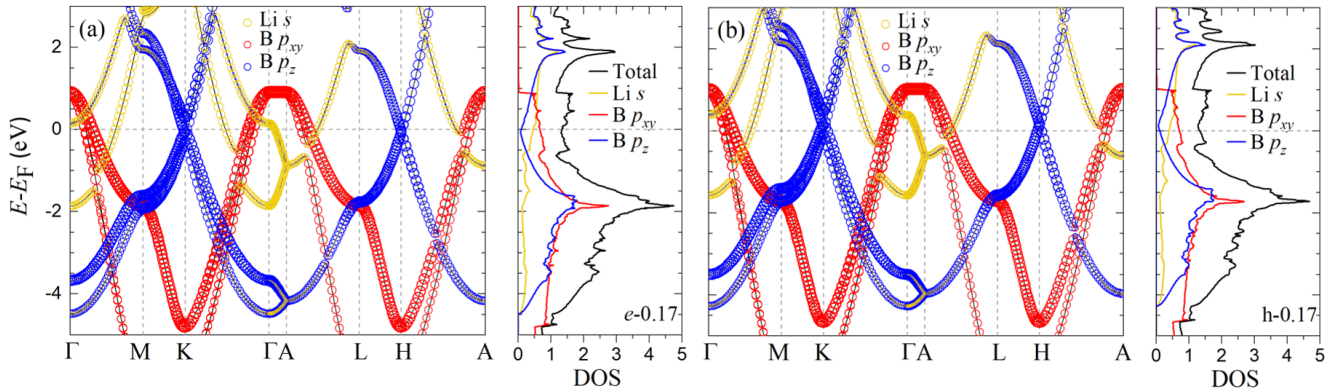 (a)
Li s
B pxy
B pz
E-EF (eV)
2
0
-2
-4
Γ M K Γ A L H A
Total
Li s
B pxy
B pz
e-0.17
0 1 2 3 4 5
DOS
(b)
Li s
B pxy
B pz
Γ M K Γ A L H A
Total
Li s
B pxy
B pz
h-0.17
0 1 2 3 4 5
DOS